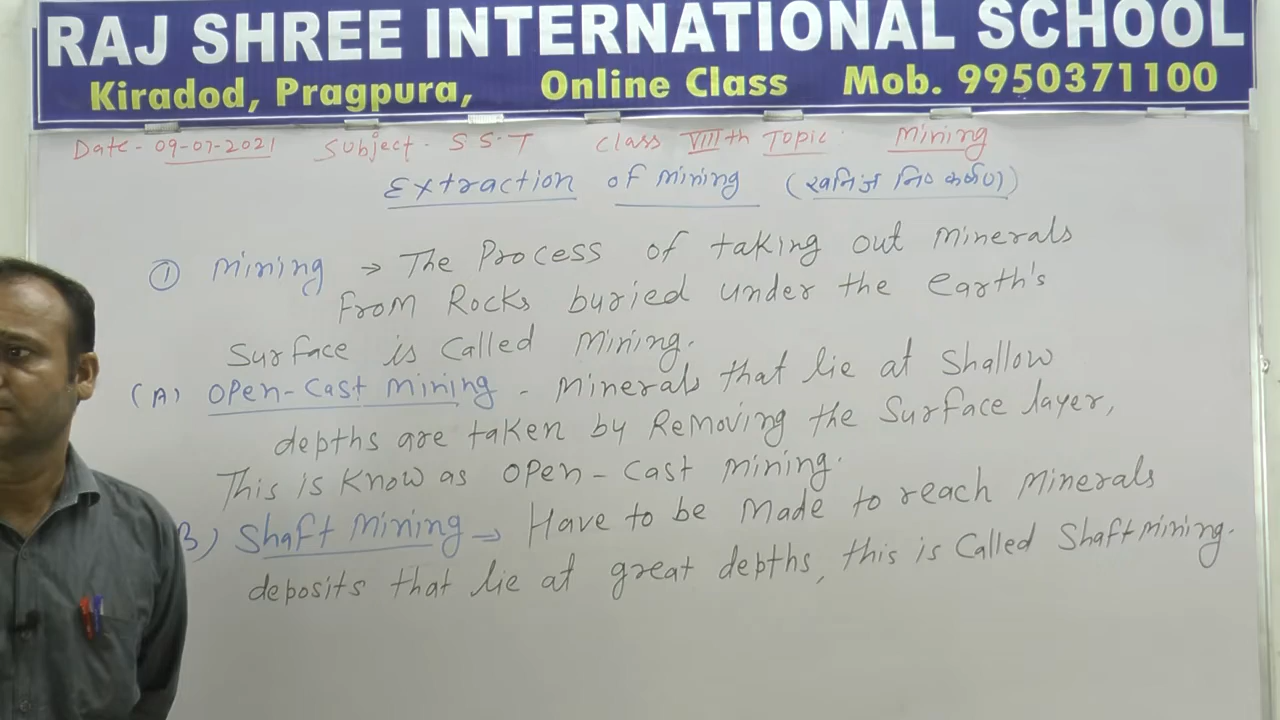 RAJ SHREE INTERNATIONAL SCHOOL
Kiradod, Pragpura, Online Class Mob. 9950371100
Date - 09-07-2021 Subject - S.S.T Class VIIIth Topic : Mining
Extraction of mining (खनिज निष्कर्षण)
① Mining → The Process of taking out minerals
From Rocks buried under the earth's
Surface is Called Mining.
(A) Open-Cast Mining - Minerals that lie at Shallow
depths are taken by Removing the Surface layer,
This is Know as open-cast mining.
B) Shaft Mining → Have to be Made to reach Minerals
deposits that lie at great depths, this is Called Shaft mining.